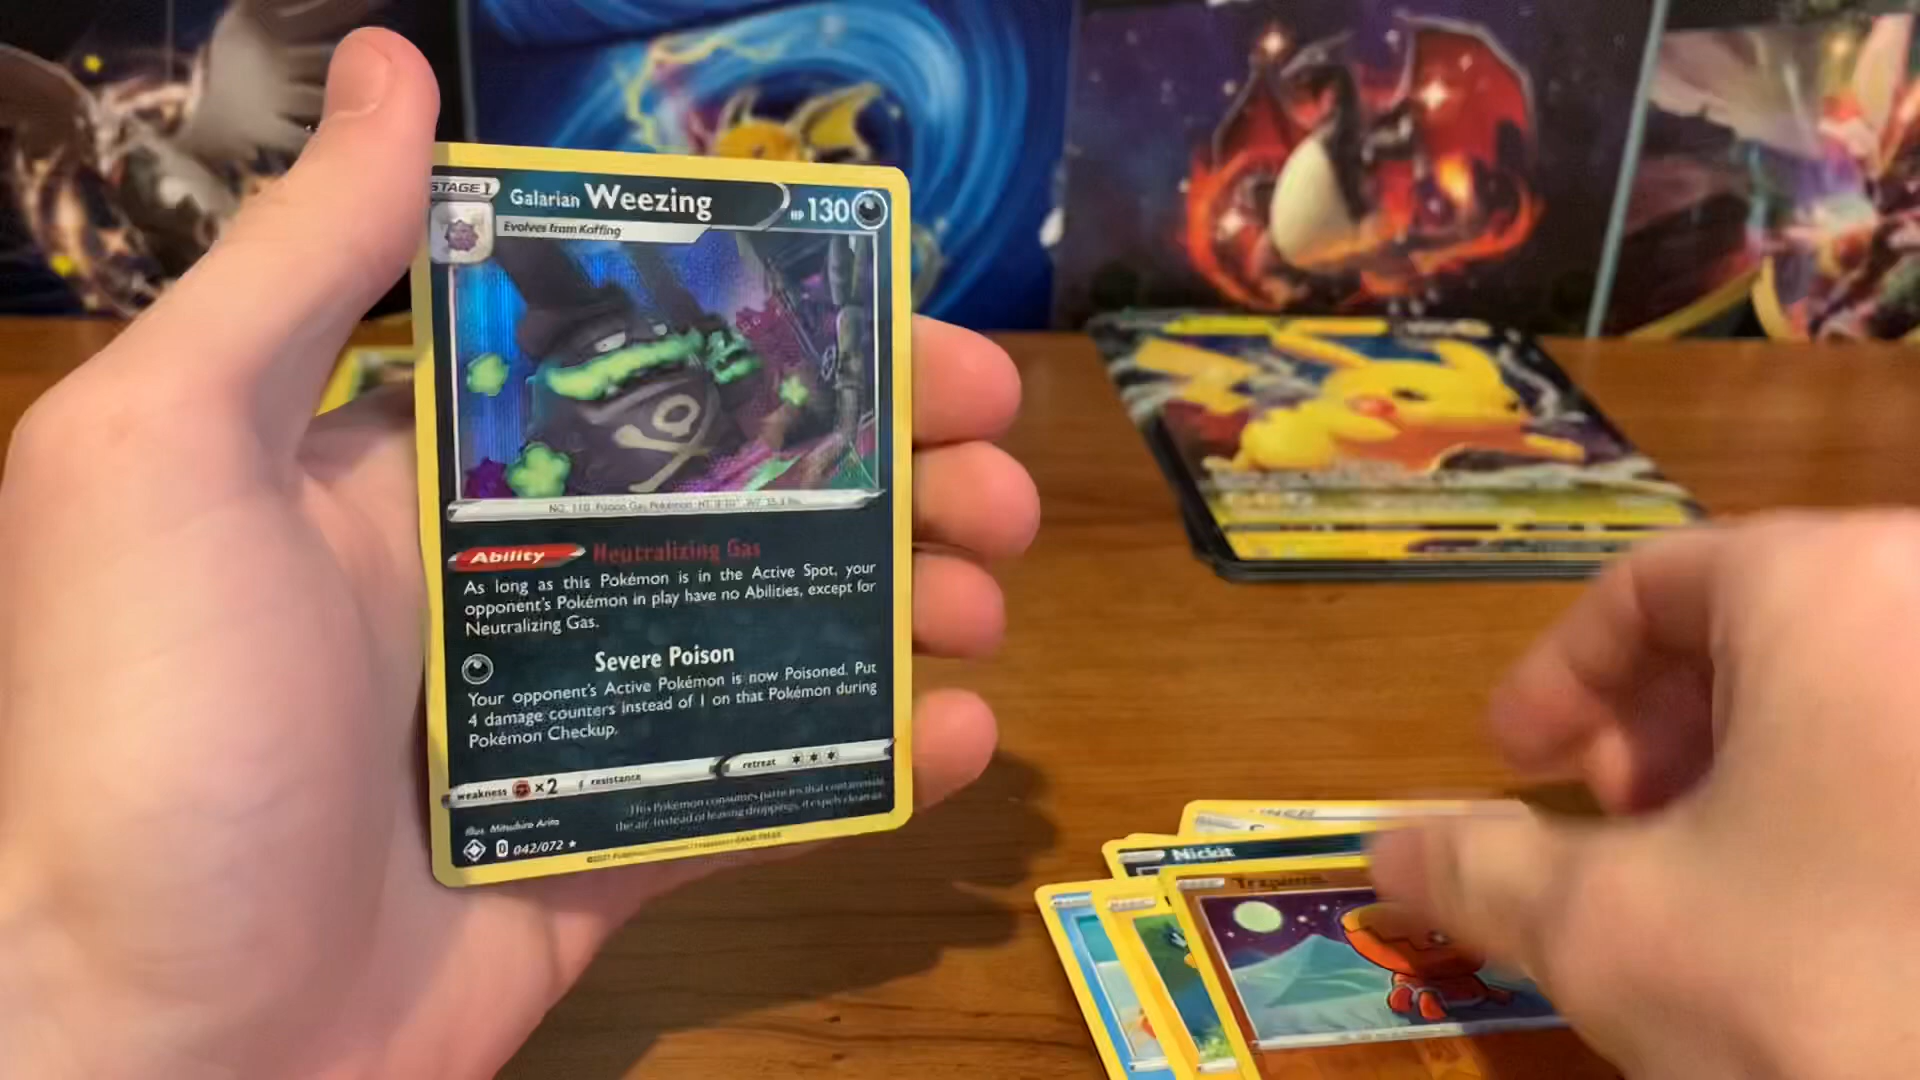 STAGE 1
Galarian Weezing
HP 130
Evolves from Koffing
NO. 110 Poison Gas Pokémon HT: 9'10" WT: 35.3 lbs.
Ability Neutralizing Gas
As long as this Pokémon is in the Active Spot, your
opponent's Pokémon in play have no Abilities, except for
Neutralizing Gas.
Severe Poison
Your opponent's Active Pokémon is now Poisoned. Put
4 damage counters instead of 1 on that Pokémon during
Pokémon Checkup.
weakness ×2 resistance
retreat
This Pokémon consumes particles that contaminate
the air. Instead of leaving droppings, it expels clean air.
Illus. Mitsuhiro Arita
042/072
Nickit
Trapinch